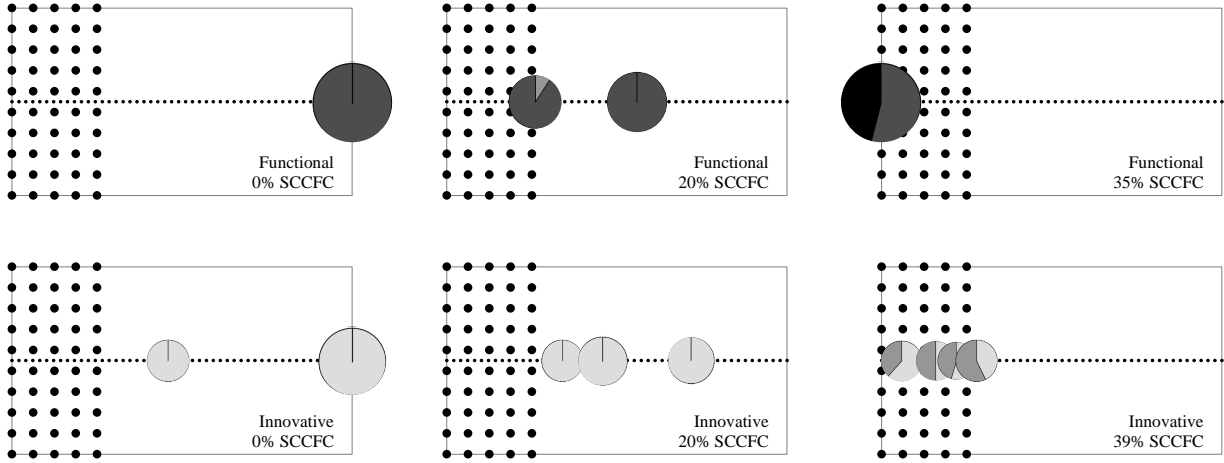 Functional
0% SCCFC
Functional
20% SCCFC
Functional
35% SCCFC
Innovative
0% SCCFC
Innovative
20% SCCFC
Innovative
39% SCCFC